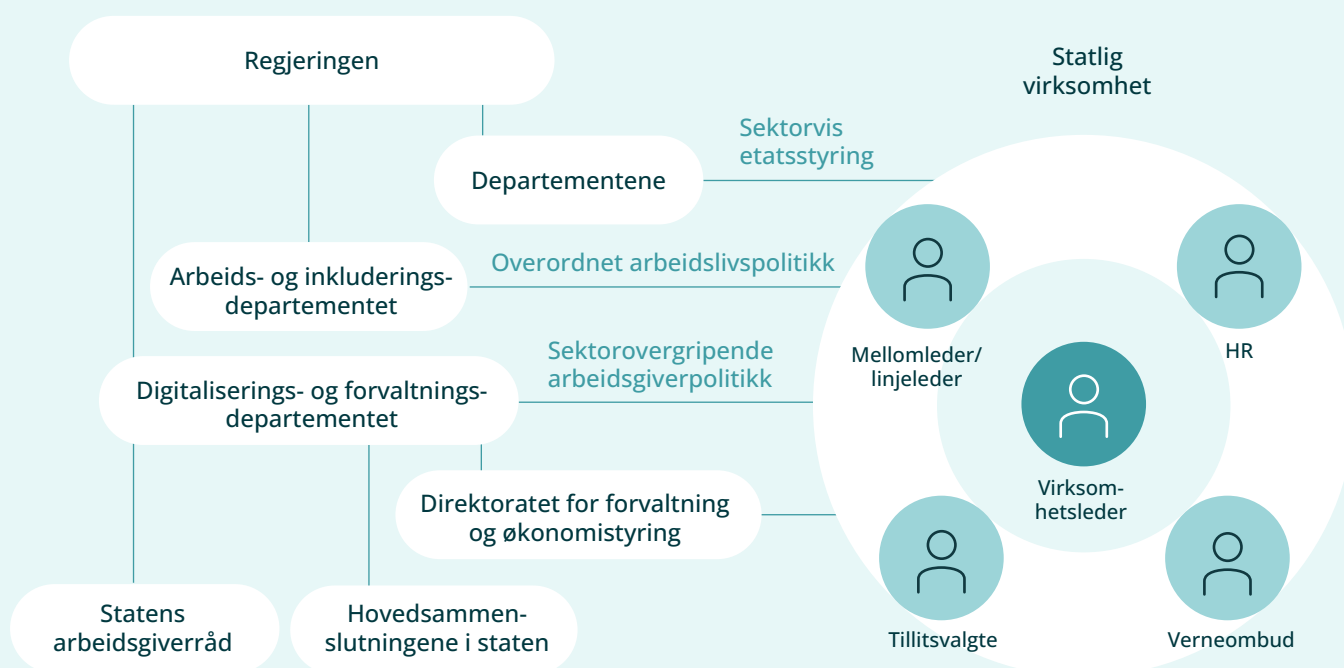 Regjeringen
Statlig
virksomhet
Sektorvis
etatsstyring
Departementene
Arbeids- og inkluderings-
departementet
Overordnet arbeidslivspolitikk
Sektorovergripende
arbeidsgiverpolitikk
Digitaliserings- og forvaltnings-
departementet
Direktoratet for forvaltning
og økonomistyring
Statens
arbeidsgiverråd
Hovedsammen-
slutningene i staten
Mellomleder/
linjeleder
HR
Virksom-
hetsleder
Tillitsvalgte
Verneombud